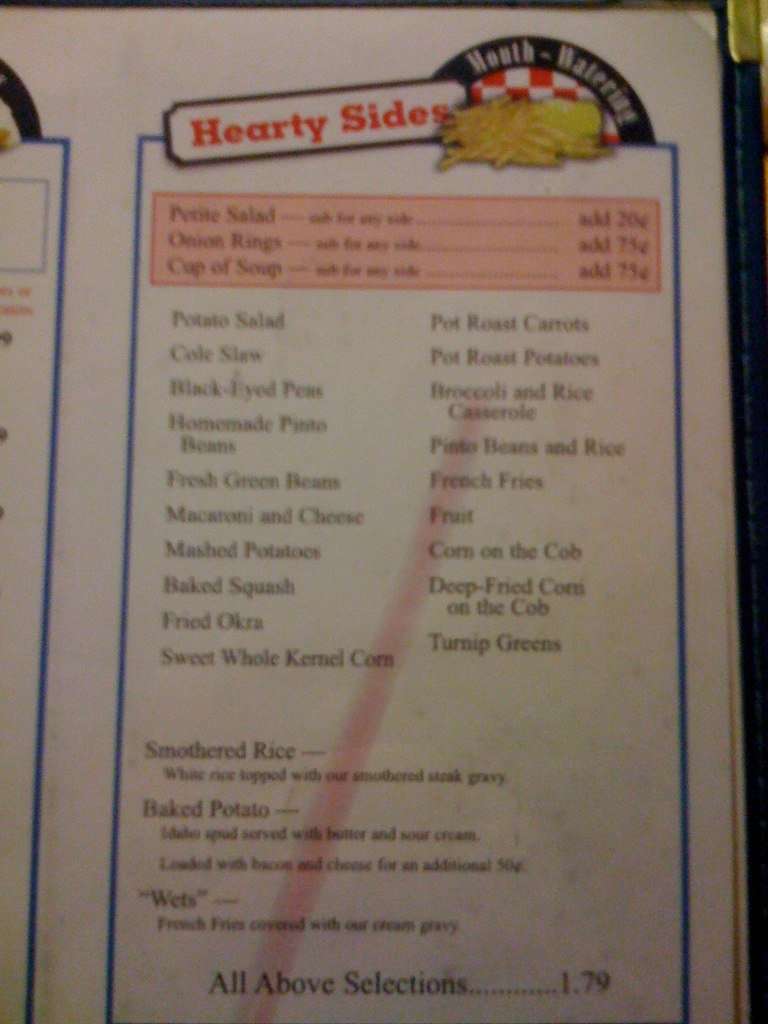 Mouth-Watering
Hearty Sides
Petite Salad — sub for any side .......................... add 20¢
Onion Rings — sub for any side ......................... add 75¢
Cup of Soup — sub for any side ......................... add 75¢
Potato Salad
Cole Slaw
Black-Eyed Peas
Homemade Pinto
Beans
Fresh Green Beans
Macaroni and Cheese
Mashed Potatoes
Baked Squash
Fried Okra
Sweet Whole Kernel Corn
Pot Roast Carrots
Pot Roast Potatoes
Broccoli and Rice
Casserole
Pinto Beans and Rice
French Fries
Fruit
Corn on the Cob
Deep-Fried Corn
on the Cob
Turnip Greens
Smothered Rice —
White rice topped with our smothered steak gravy
Baked Potato —
Idaho spud served with butter and sour cream.
Loaded with bacon and cheese for an additional 50¢.
"Wets" —
French Fries covered with our cream gravy
All Above Selections............1.79